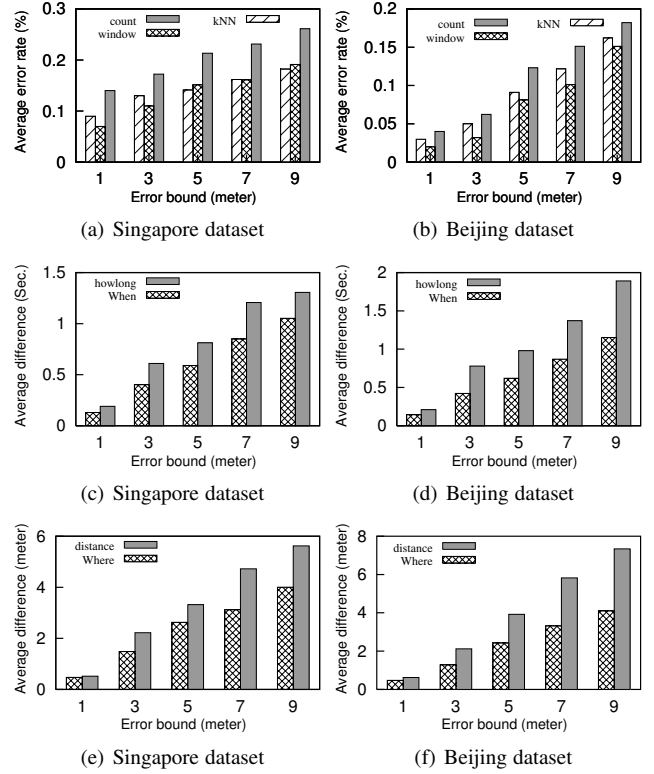 0.3
0.2
0.1
0
Average error rate (%)
count
window
kNN
1 3 5 7 9
Error bound (meter)
(a) Singapore dataset
0.2
0.15
0.1
0.05
0
Average error rate (%)
count
window
kNN
1 3 5 7 9
Error bound (meter)
(b) Beijing dataset
1.5
1
0.5
0
Average difference (Sec.)
howlong
When
1 3 5 7 9
Error bound (meter)
(c) Singapore dataset
2
1.5
1
0.5
0
Average difference (Sec.)
howlong
When
1 3 5 7 9
Error bound (meter)
(d) Beijing dataset
6
4
2
0
Average difference (meter)
distance
Where
1 3 5 7 9
Error bound (meter)
(e) Singapore dataset
8
6
4
2
0
Average difference (meter)
distance
Where
1 3 5 7 9
Error bound (meter)
(f) Beijing dataset